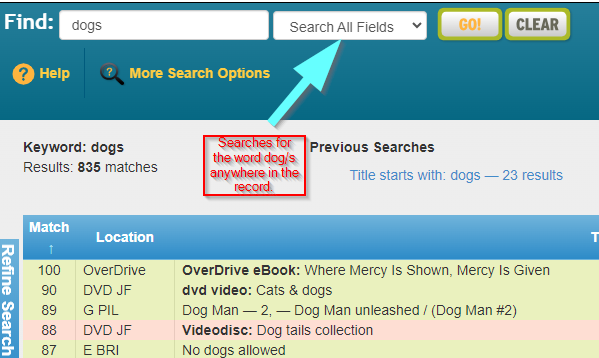 Find: dogs Search All Fields GO! CLEAR
Help More Search Options
Keyword: dogs
Results: 835 matches
Searches for
the word dog/s
anywhere in the
record.
Previous Searches
Title starts with: dogs — 23 results
Refine Search
Match ↑ Location T
100 OverDrive OverDrive eBook: Where Mercy Is Shown, Mercy Is Given
90 DVD JF dvd video: Cats & dogs
89 G PIL Dog Man — 2, — Dog Man unleashed / (Dog Man #2)
88 DVD JF Videodisc: Dog tails collection
87 E BRI No dogs allowed